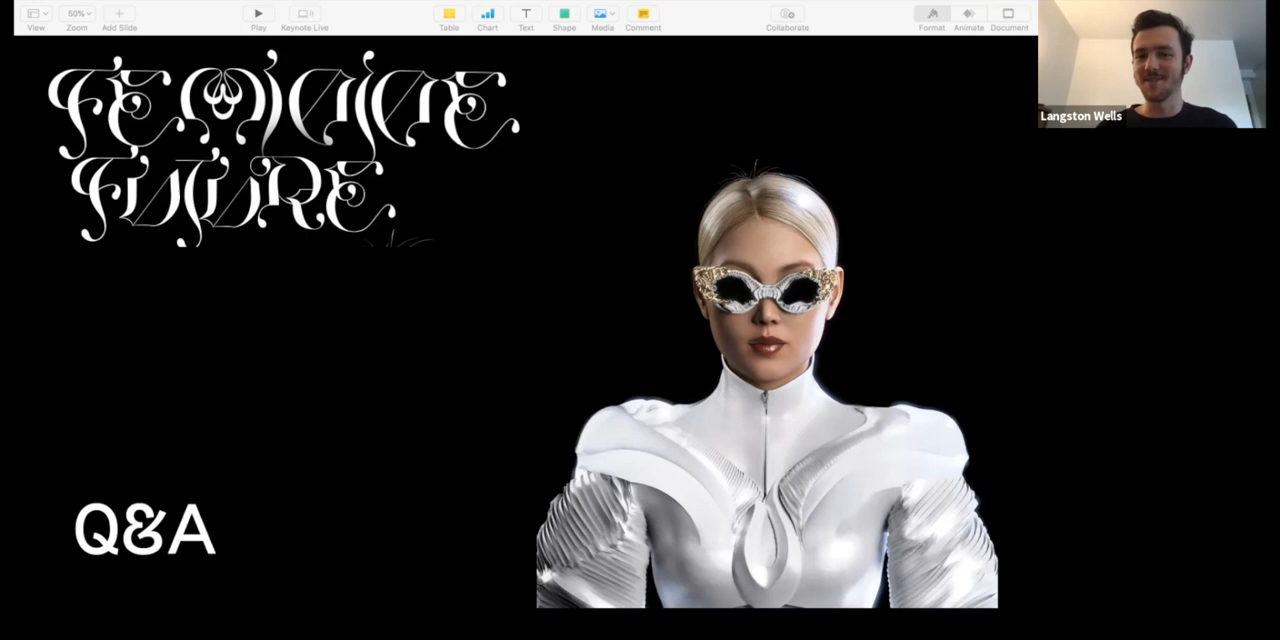 50%
View
Zoom
Add Slide
Play
Keynote Live
Table
Chart
Text
Shape
Media
Comment
Collaborate
Format
Animate
Document
Langston Wells
FEMININE
FUTURE
Q&A